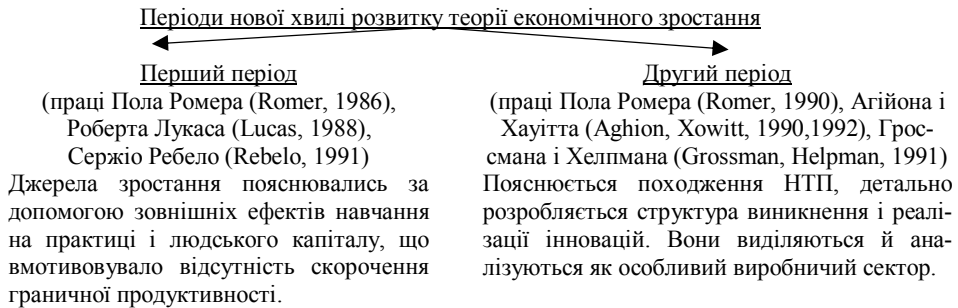 Періоди нової хвилі розвитку теорії економічного зростання
Перший період
(праці Пола Ромера (Romer, 1986),
Роберта Лукаса (Lucas, 1988),
Сержіо Ребело (Rebelo, 1991)
Джерела зростання пояснювались за
допомогою зовнішніх ефектів навчання
на практиці і людського капіталу, що
вмотивовувало відсутність скорочення
граничної продуктивності.
Другий період
(праці Пола Ромера (Romer, 1990), Агійона і
Хауітта (Aghion, Xowitt, 1990,1992), Грос-
смана і Хелпмана (Grossman, Helpman, 1991)
Пояснюється походження НТП, детально
розробляється структура виникнення і реалі-
зації інновацій. Вони виділяються й ана-
лізуються як особливий виробничий сектор.